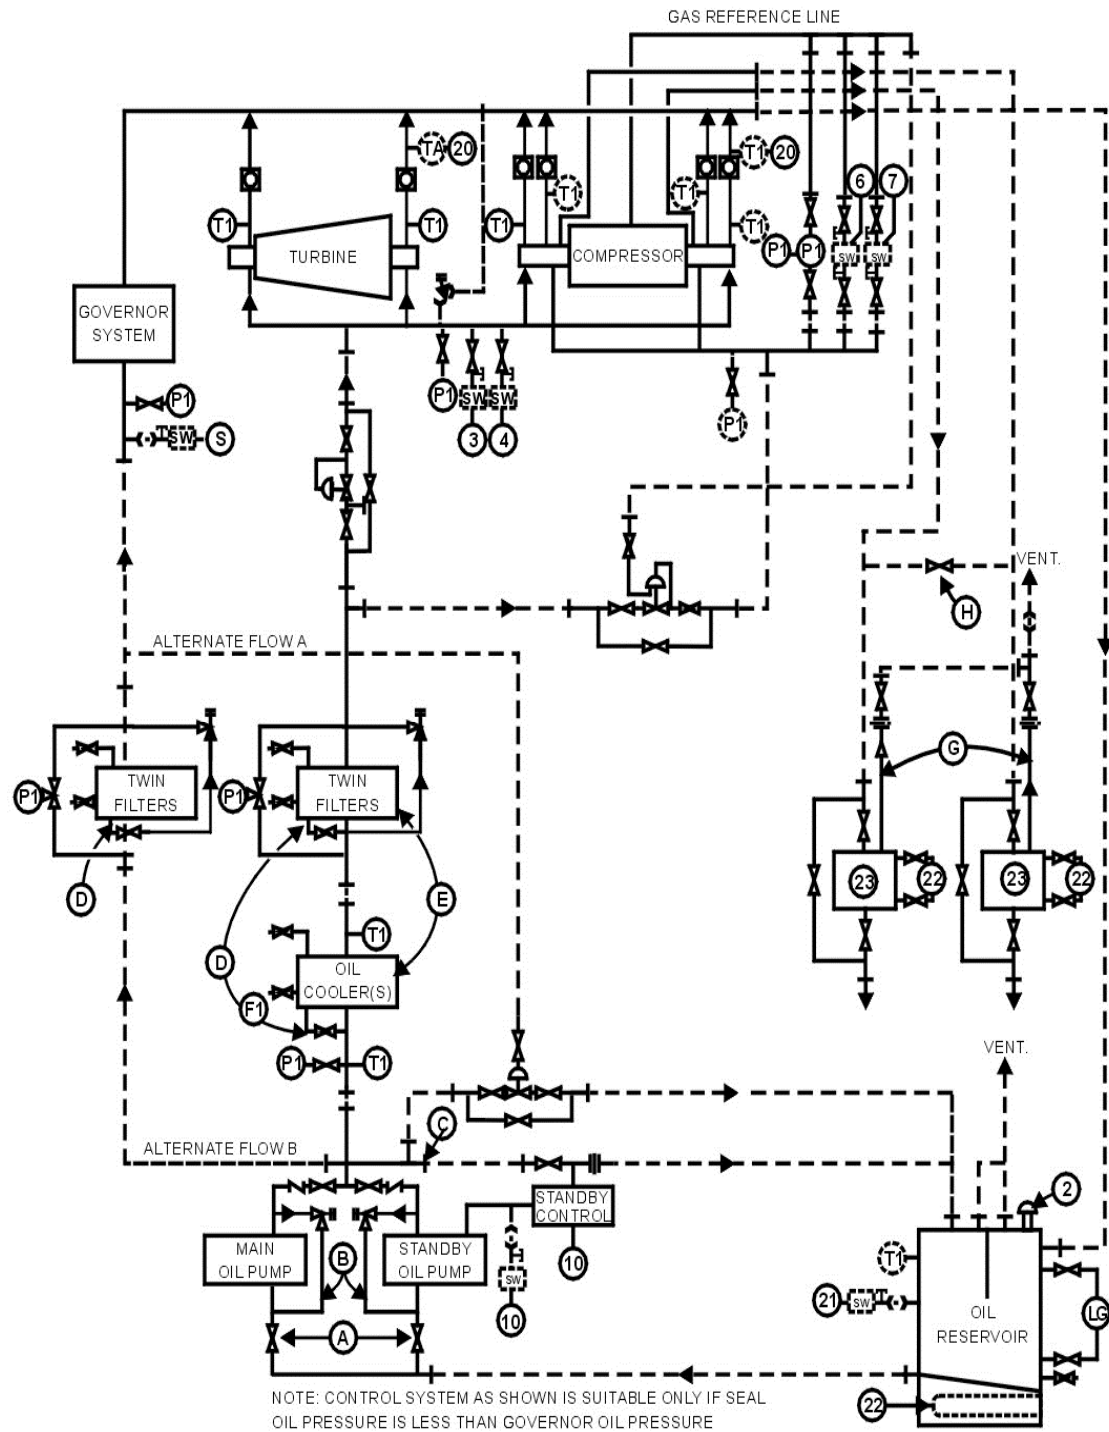 GAS REFERENCE LINE
TA 20
T1 20
6 7
T1
T1
T1 T1 T1
T1
TURBINE
COMPRESSOR
P1 P1
SW SW
GOVERNOR
SYSTEM
P1
P1
SW SW
P1
SW S
3 4
VENT.
H
ALTERNATE FLOW A
G
TWIN
FILTERS
TWIN
FILTERS
P1
P1
23 22 23 22
D
E
T1
D
OIL
COOLER(S)
F1
P1 T1
VENT.
ALTERNATE FLOW B
C
STANDBY
CONTROL
2
MAIN
OIL PUMP
STANDBY
OIL PUMP
B
T1
10
SW
21 SW
10
OIL
RESERVOIR
LG
A
22
NOTE: CONTROL SYSTEM AS SHOWN IS SUITABLE ONLY IF SEAL
OIL PRESSURE IS LESS THAN GOVERNOR OIL PRESSURE